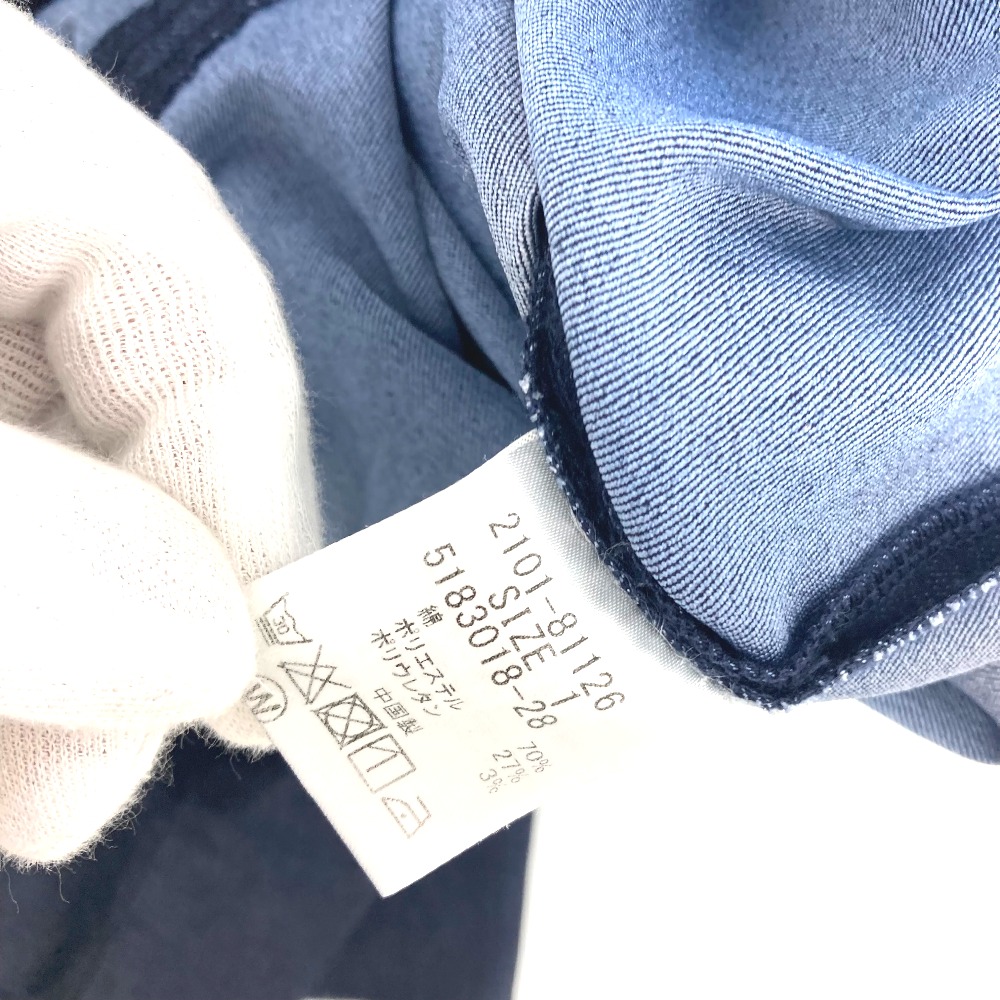 2101-81126
SIZE 1
5183018-28
綿 70%
ポリエステル 27%
ポリウレタン 3%
中国製
30
W